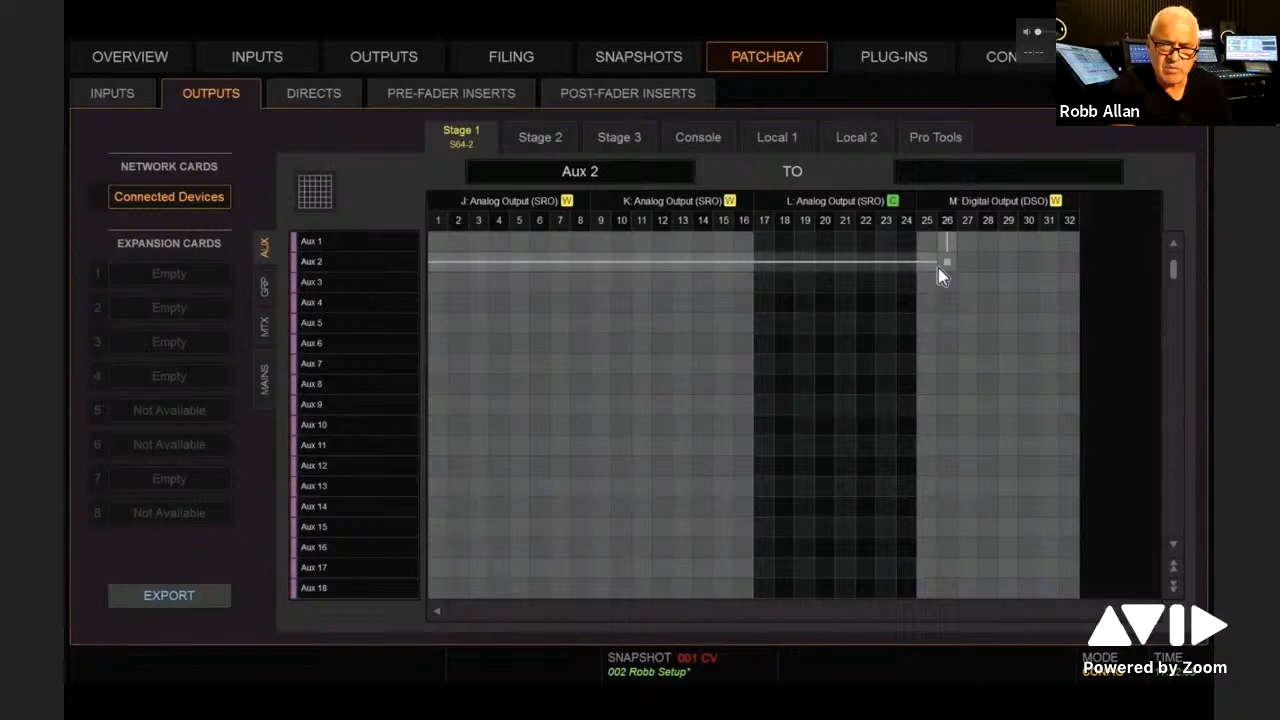 OVERVIEW INPUTS OUTPUTS FILING SNAPSHOTS PATCHBAY PLUG-INS CON
Robb Allan
INPUTS OUTPUTS DIRECTS PRE-FADER INSERTS POST-FADER INSERTS
Stage 1 Stage 2 Stage 3 Console Local 1 Local 2 Pro Tools
S64-2
NETWORK CARDS
Connected Devices
EXPANSION CARDS
1 Empty
2 Empty
3 Empty
4 Empty
5 Not Available
6 Not Available
7 Empty
8 Not Available
EXPORT
AUX
GRP
MTX
MAINS
Aux 2 TO
J: Analog Output (SRO) W K: Analog Output (SRO) W L: Analog Output (SRO) C M: Digital Output (DSO) W
1 2 3 4 5 6 7 8 9 10 11 12 13 14 15 16 17 18 19 20 21 22 23 24 25 26 27 28 29 30 31 32
Aux 1
Aux 2
Aux 3
Aux 4
Aux 5
Aux 6
Aux 7
Aux 8
Aux 9
Aux 10
Aux 11
Aux 12
Aux 13
Aux 14
Aux 15
Aux 16
Aux 17
Aux 18
SNAPSHOT 001 CV
002 Robb Setup*
MODE TIME
AVID
Powered by Zoom